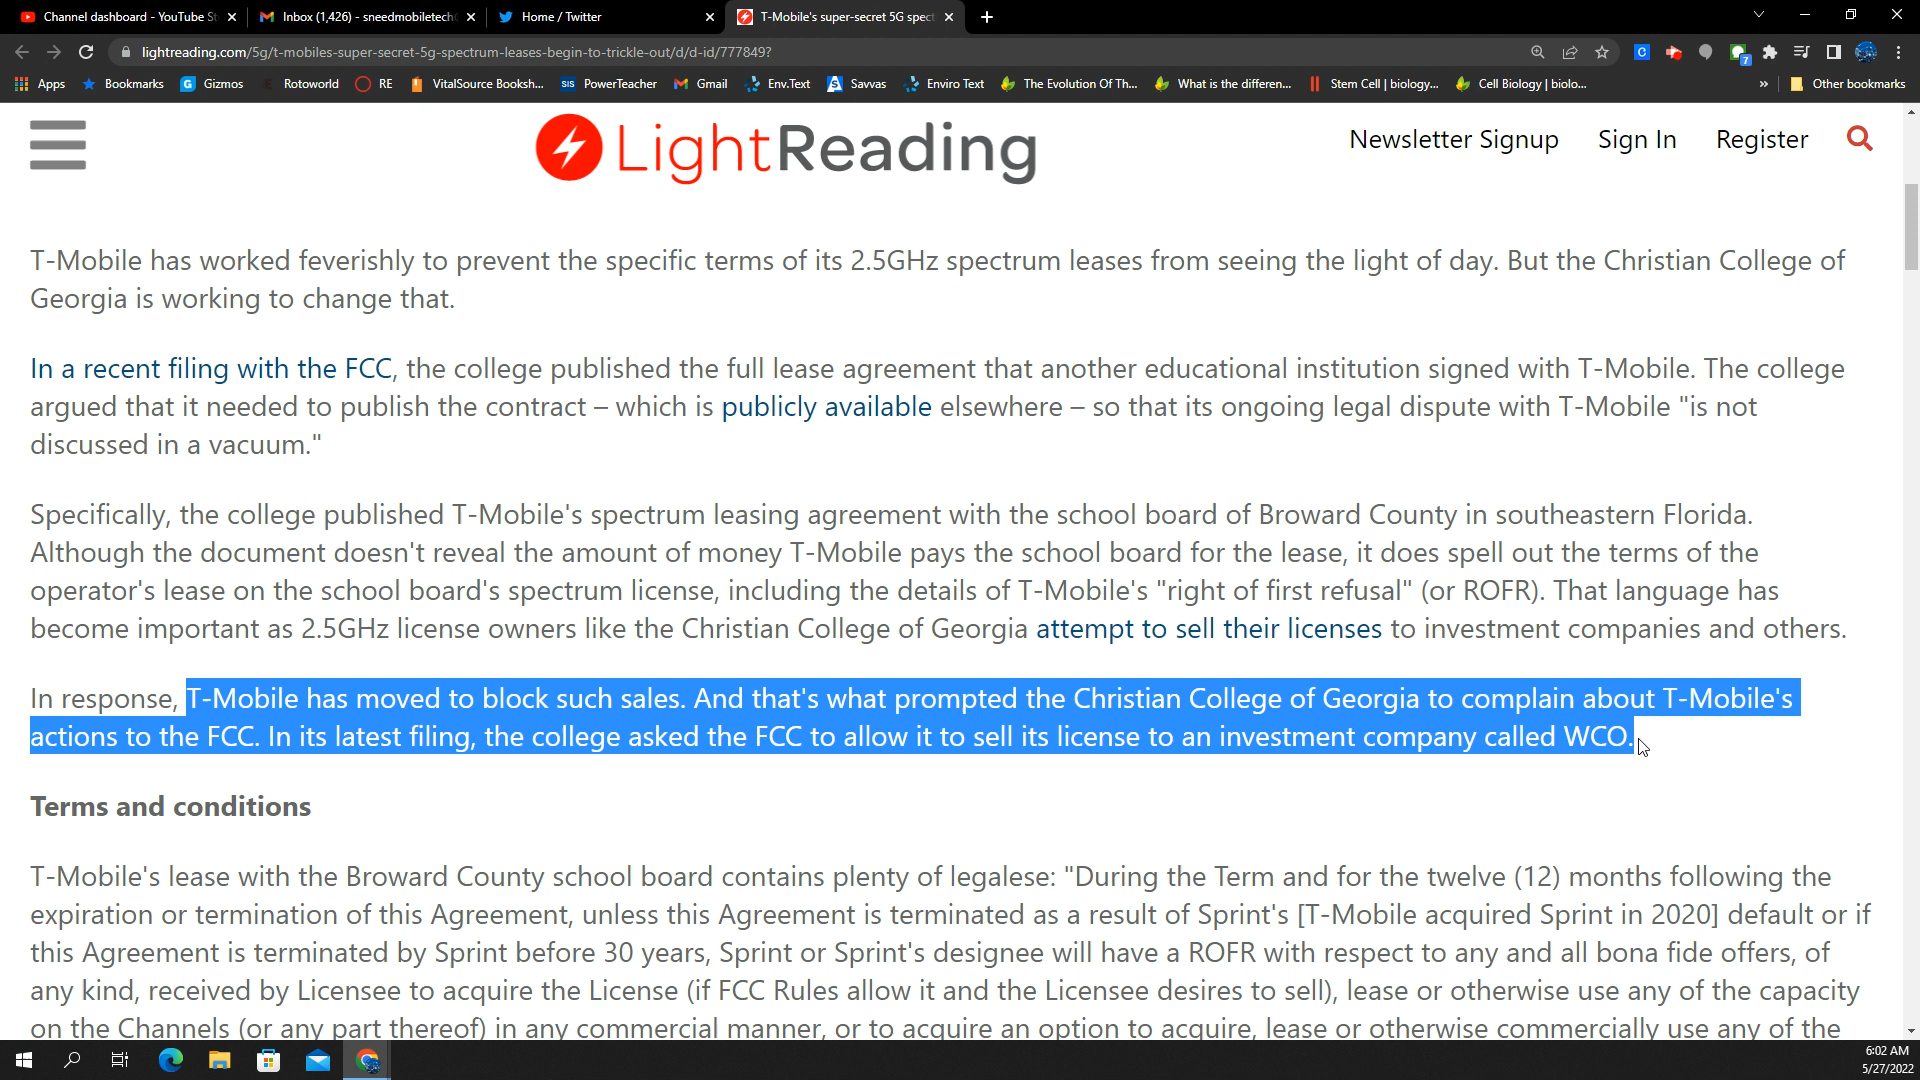 Channel dashboard - YouTube St
Inbox (1,426) - sneedmobiletech
Home / Twitter
T-Mobile's super-secret 5G spect
lightreading.com/5g/t-mobiles-super-secret-5g-spectrum-leases-begin-to-trickle-out/d/d-id/777849?
C
7
Apps
Bookmarks
G Gizmos
Rotoworld
RE
VitalSource Booksh...
SIS PowerTeacher
Gmail
Env.Text
Savvas
Enviro Text
The Evolution Of Th...
What is the differen...
Stem Cell | biology...
Cell Biology | biolo...
»
Other bookmarks
LightReading
Newsletter Signup
Sign In
Register
T-Mobile has worked feverishly to prevent the specific terms of its 2.5GHz spectrum leases from seeing the light of day. But the Christian College of
Georgia is working to change that.
In a recent filing with the FCC, the college published the full lease agreement that another educational institution signed with T-Mobile. The college
argued that it needed to publish the contract – which is publicly available elsewhere – so that its ongoing legal dispute with T-Mobile "is not
discussed in a vacuum."
Specifically, the college published T-Mobile's spectrum leasing agreement with the school board of Broward County in southeastern Florida.
Although the document doesn't reveal the amount of money T-Mobile pays the school board for the lease, it does spell out the terms of the
operator's lease on the school board's spectrum license, including the details of T-Mobile's "right of first refusal" (or ROFR). That language has
become important as 2.5GHz license owners like the Christian College of Georgia attempt to sell their licenses to investment companies and others.
In response, T-Mobile has moved to block such sales. And that's what prompted the Christian College of Georgia to complain about T-Mobile's
actions to the FCC. In its latest filing, the college asked the FCC to allow it to sell its license to an investment company called WCO.
Terms and conditions
T-Mobile's lease with the Broward County school board contains plenty of legalese: "During the Term and for the twelve (12) months following the
expiration or termination of this Agreement, unless this Agreement is terminated as a result of Sprint's [T-Mobile acquired Sprint in 2020] default or if
this Agreement is terminated by Sprint before 30 years, Sprint or Sprint's designee will have a ROFR with respect to any and all bona fide offers, of
any kind, received by Licensee to acquire the License (if FCC Rules allow it and the Licensee desires to sell), lease or otherwise use any of the capacity
on the Channels (or any part thereof) in any commercial manner, or to acquire an option to acquire, lease or otherwise commercially use any of the
6:02 AM
5/27/2022